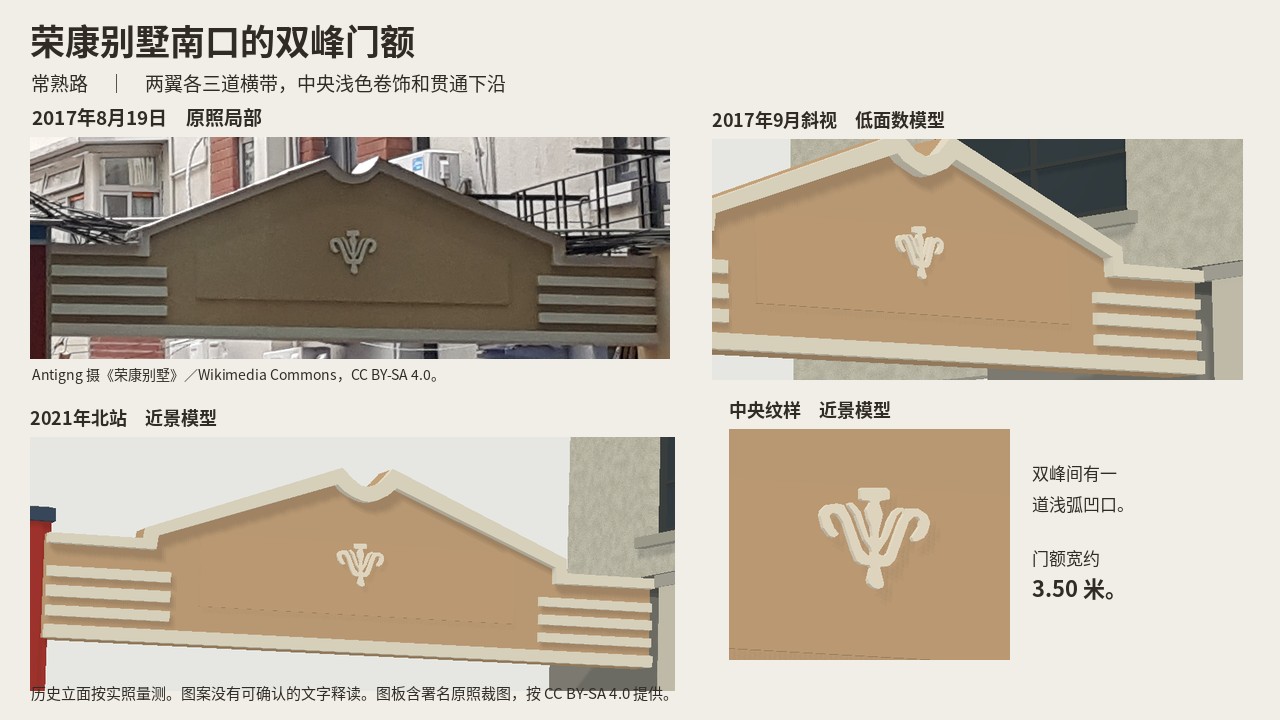 荣康别墅南口的双峰门额
常熟路 ｜ 两翼各三道横带，中央浅色卷饰和贯通下沿
2017年8月19日 原照局部
2017年9月斜视 低面数模型
Antigng 摄《荣康别墅》／Wikimedia Commons，CC BY-SA 4.0。
2021年北站 近景模型
中央纹样 近景模型
双峰间有一
道浅弧凹口。
门额宽约
3.50 米。
历史立面按实照量测。图案没有可确认的文字释读。图板含署名原照裁图，按 CC BY-SA 4.0 提供。